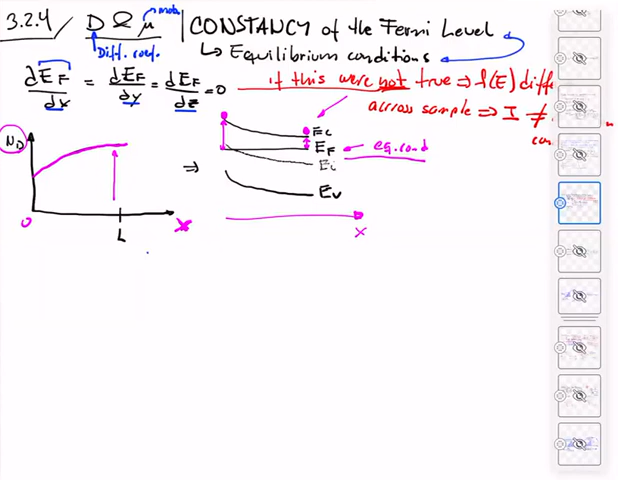 3.2.4/ D & μ | CONSTANCY of the Fermi Level
mob.
Diff. coef.
↳ Equilibrium conditions
dEF/dx = dEF/dy = dEF/dz = 0
if this were not true ⇒ f(E) diffe
across sample ⇒ I ≠
ND
⇒
Ec
EF
eq. cond
Ei
Ev
0
L
x
x